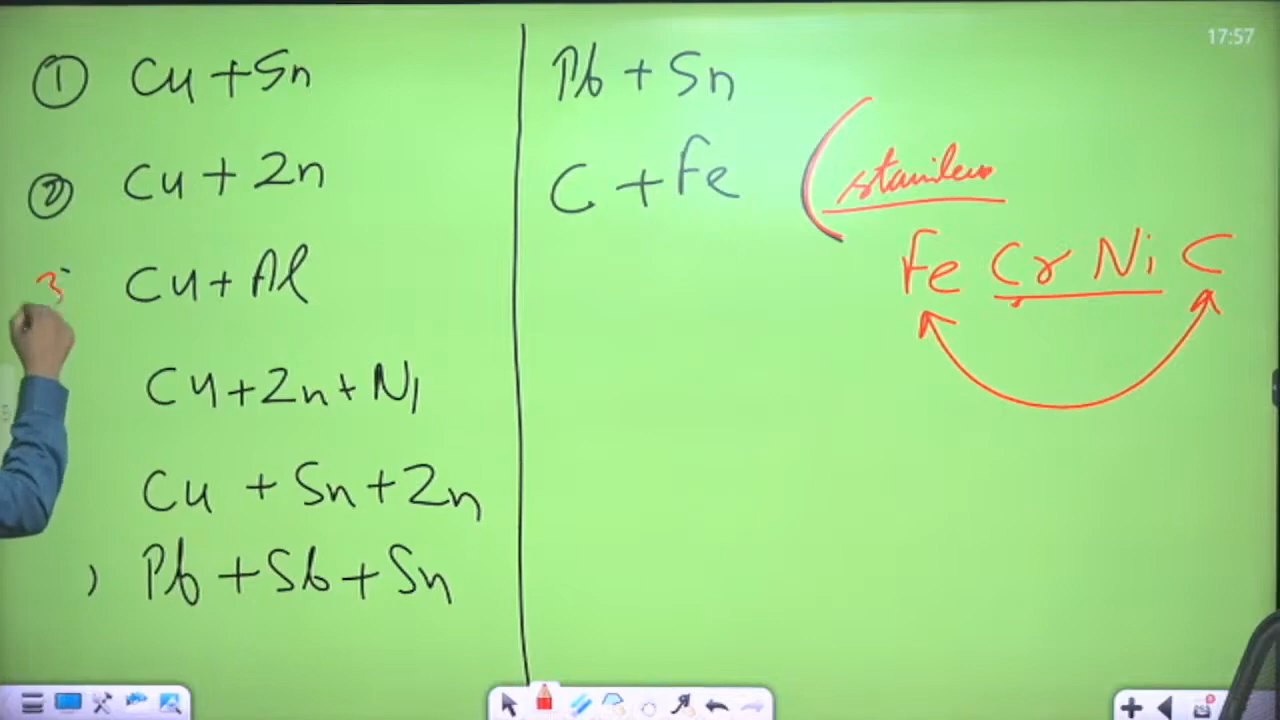 ① Cu + Sn
② Cu + Zn
3 Cu + Al
Cu + Zn + Ni
Cu + Sn + Zn
) Pb + Sb + Sn
Pb + Sn
C + Fe
(stainless
Fe Cr Ni C
17:57